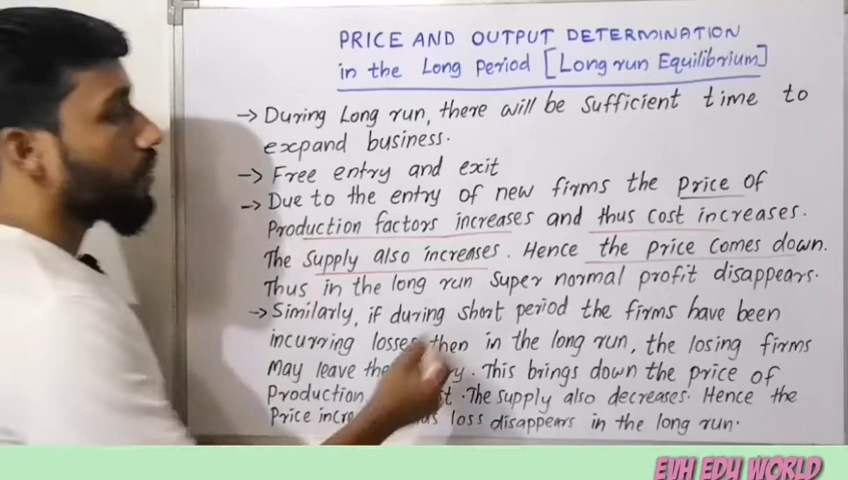 PRICE AND OUTPUT DETERMINATION
in the Long Period [Long run Equilibrium]
→ During Long run, there will be Sufficient time to
expand business.
→ Free entry and exit
→ Due to the entry of new firms the price of
Production factors increases and thus cost increases.
The supply also increases. Hence the price comes down.
Thus in the long run Super normal profit disappears.
→ Similarly, if during short period the firms have been
incurring losses then in the long run, the losing firms
may leave the. This brings down the price of
Production. The supply also decreases. Hence the
Price loss disappears in the long run.
EVH EDU WORLD